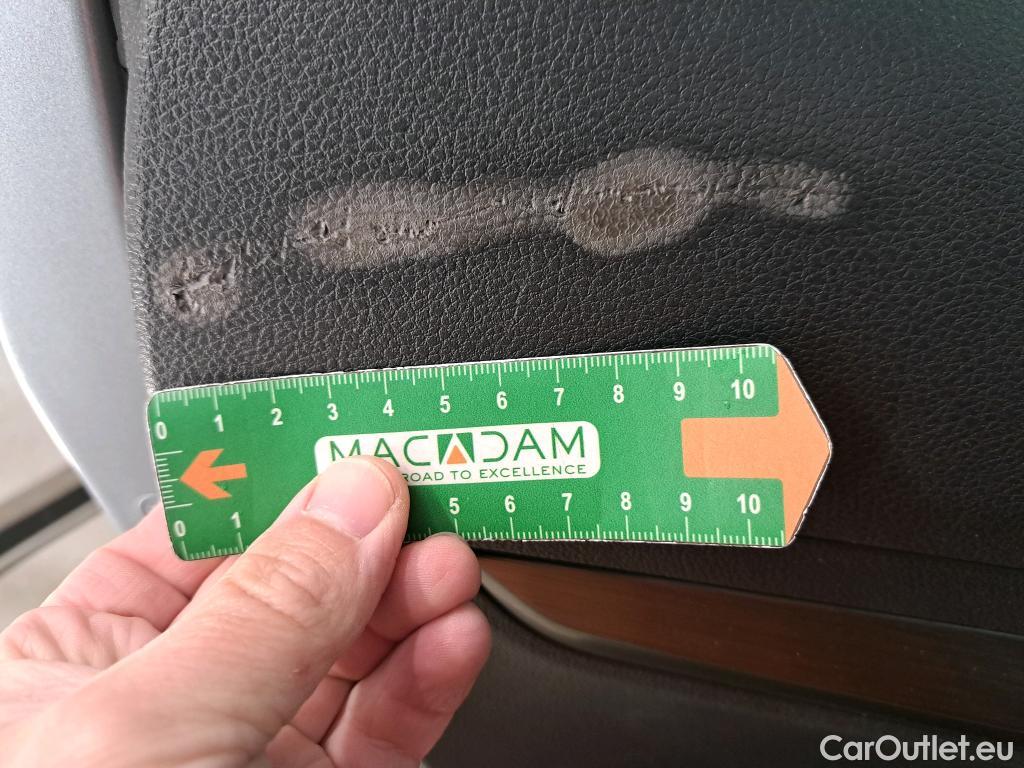 0 1 2 3 4 5 6 7 8 9 10
MACADAM
ROAD TO EXCELLENCE
0 1 5 6 7 8 9 10
CarOutlet.eu